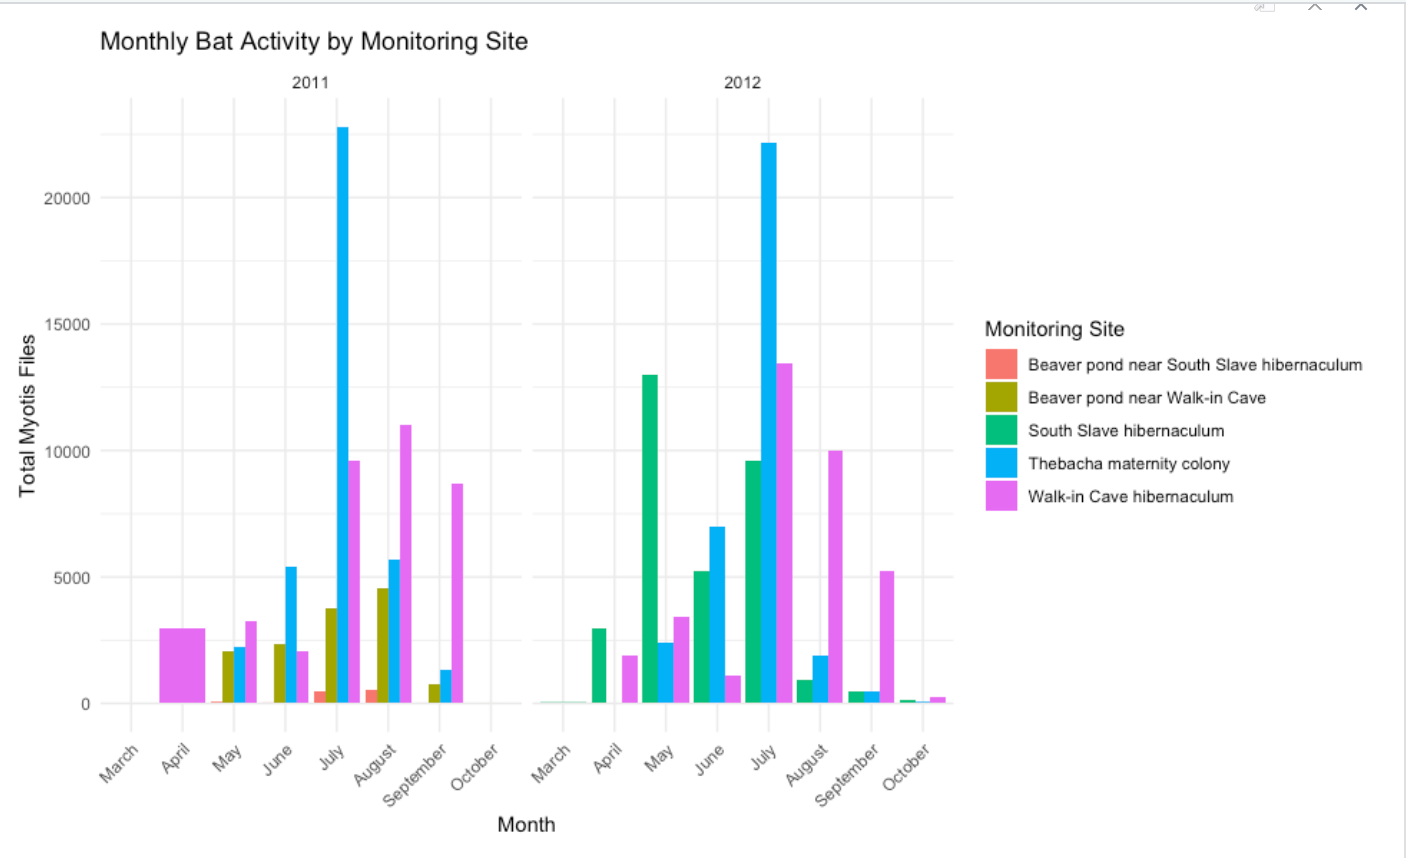 Monthly Bat Activity by Monitoring Site
2011
2012
20000
15000
10000
5000
0
Total Myotis Files
March
April
May
June
July
August
September
October
March
April
May
June
July
August
September
October
Month
Monitoring Site
Beaver pond near South Slave hibernaculum
Beaver pond near Walk-in Cave
South Slave hibernaculum
Thebacha maternity colony
Walk-in Cave hibernaculum